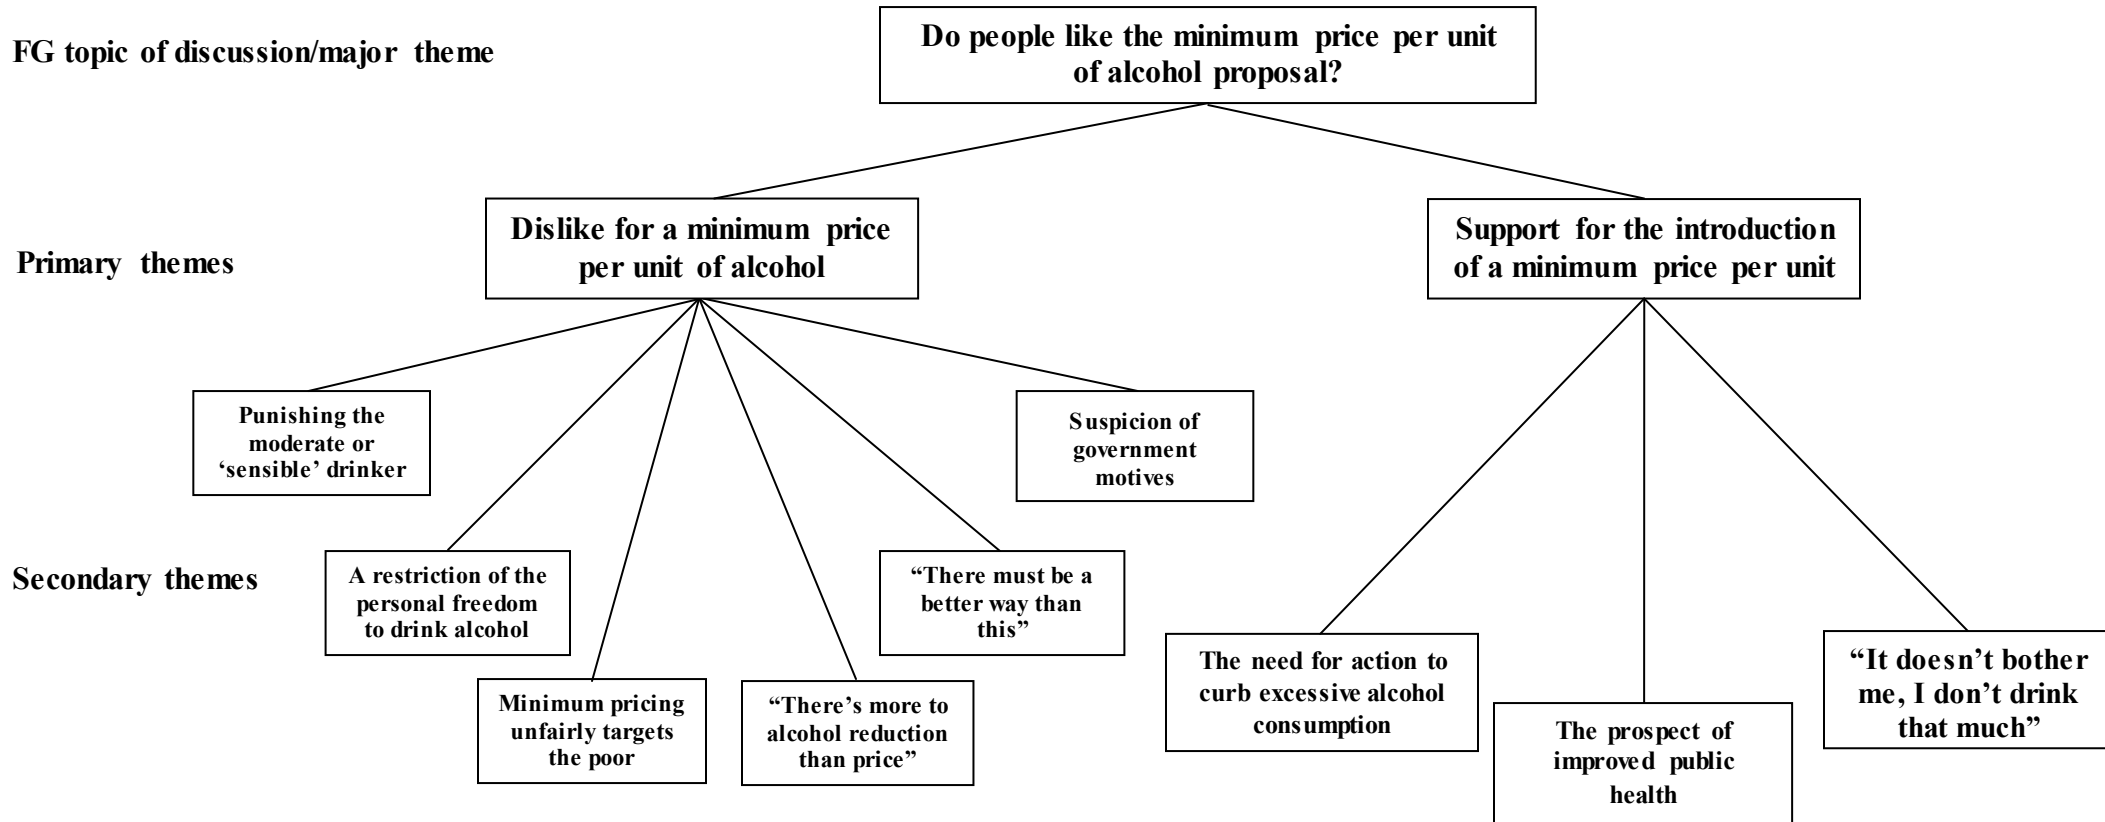 FG topic of discussion/major theme
Do people like the minimum price per unit
of alcohol proposal?
Primary themes
Dislike for a minimum price
per unit of alcohol
Support for the introduction
of a minimum price per unit
Secondary themes
Punishing the
moderate or
‘sensible’ drinker
Suspicion of
government
motives
A restriction of the
personal freedom
to drink alcohol
“There must be a
better way than
this”
Minimum pricing
unfairly targets
the poor
“There’s more to
alcohol reduction
than price”
The need for action to
curb excessive alcohol
consumption
The prospect of
improved public
health
“It doesn’t bother
me, I don’t drink
that much”